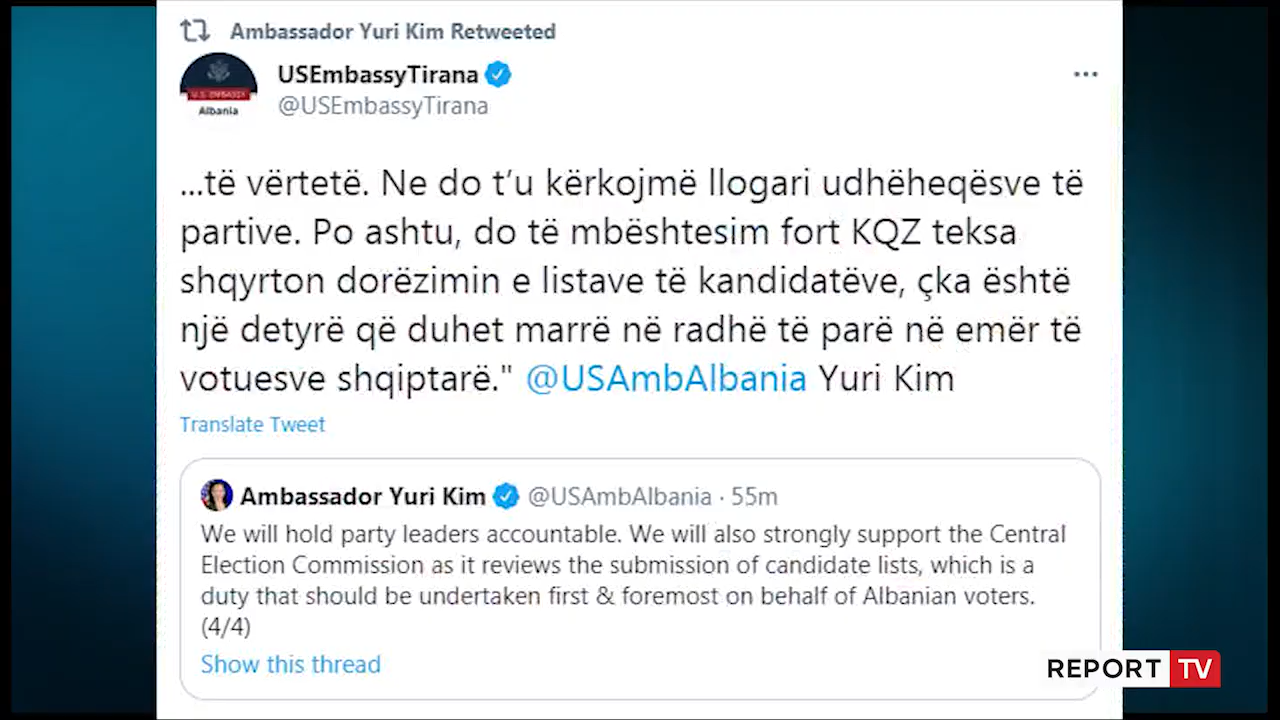 Ambassador Yuri Kim Retweeted
USEmbassyTirana
@USEmbassyTirana
U.S. EMBASSY
Albania
...të vërtetë. Ne do t’u kërkojmë llogari udhëheqësve të
partive. Po ashtu, do të mbështesim fort KQZ teksa
shqyrton dorëzimin e listave të kandidatëve, çka është
një detyrë që duhet marrë në radhë të parë në emër të
votuesve shqiptarë." @USAmbAlbania Yuri Kim
Translate Tweet
Ambassador Yuri Kim @USAmbAlbania · 55m
We will hold party leaders accountable. We will also strongly support the Central
Election Commission as it reviews the submission of candidate lists, which is a
duty that should be undertaken first & foremost on behalf of Albanian voters.
(4/4)
Show this thread
REPORT TV